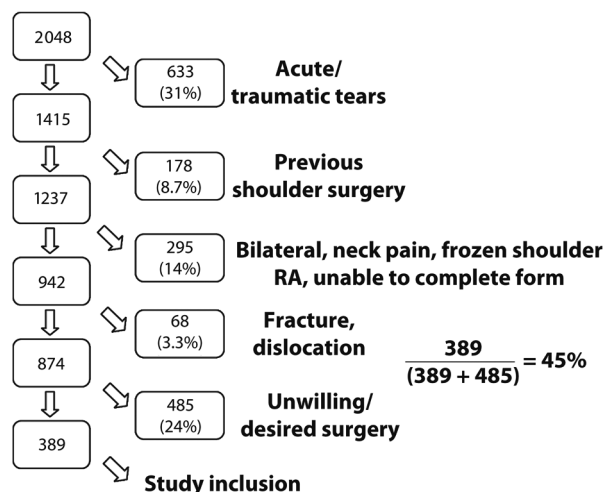 2048
633
(31%)
Acute/
traumatic tears
1415
178
(8.7%)
Previous
shoulder surgery
1237
295
(14%)
Bilateral, neck pain, frozen shoulder
RA, unable to complete form
942
68
(3.3%)
Fracture,
dislocation
389
(389 + 485) = 45%
874
485
(24%)
Unwilling/
desired surgery
389
Study inclusion